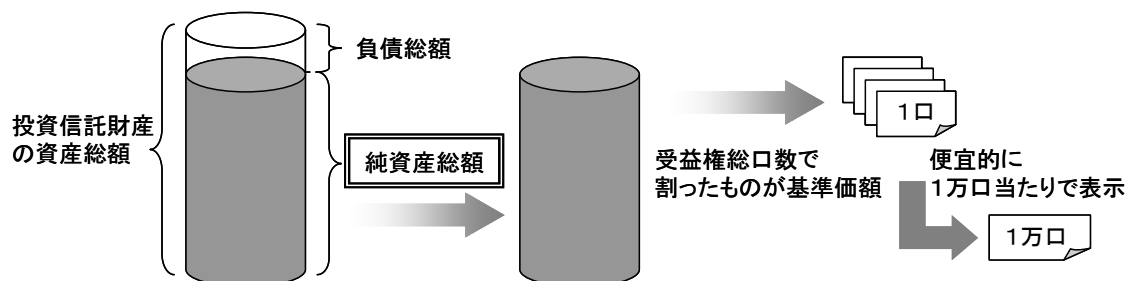 負債総額
投資信託財産
の資産総額
純資産総額
受益権総口数で
割ったものが基準価額
1口
便宜的に
1万口当たりで表示
1万口